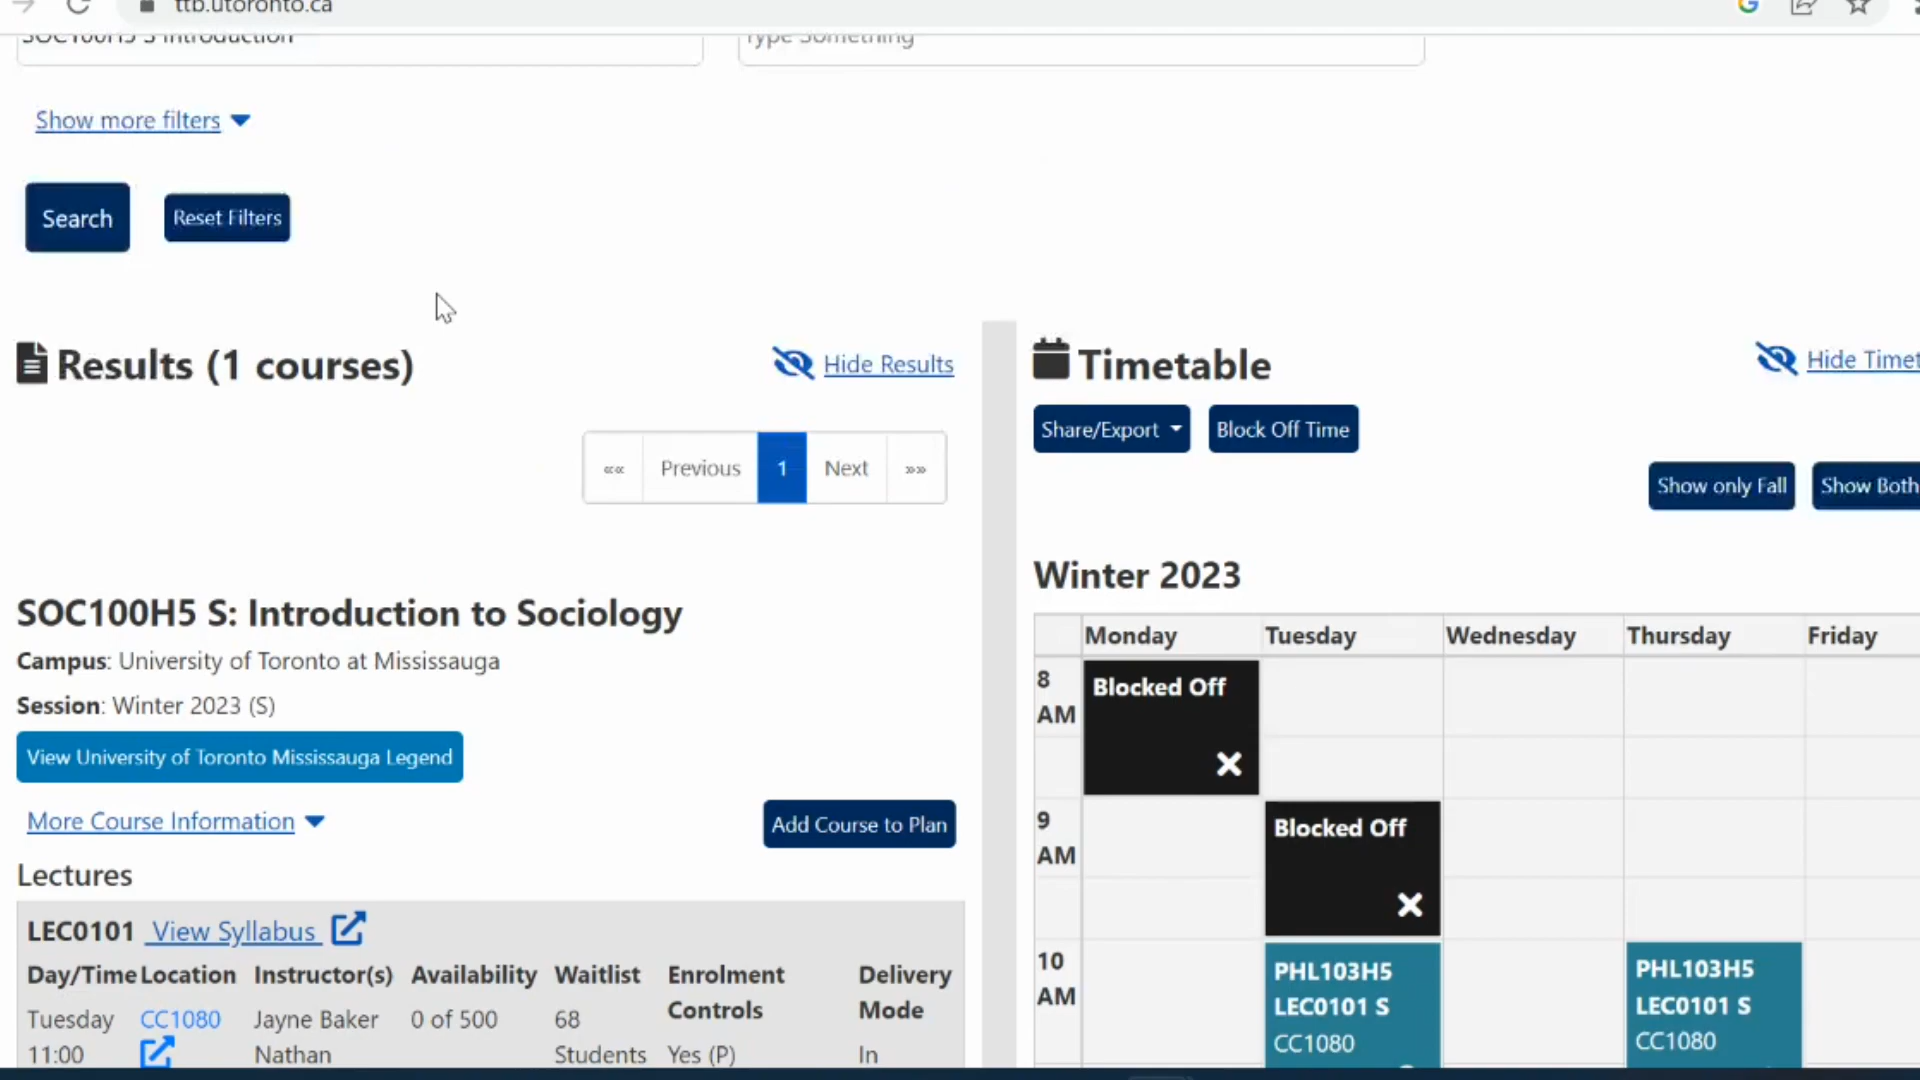 ttb.utoronto.ca
SOC100H5 S Introduction
Type Something
Show more filters
Search
Reset Filters
Results (1 courses)
Hide Results
««
Previous
1
Next
»»
SOC100H5 S: Introduction to Sociology
Campus: University of Toronto at Mississauga
Session: Winter 2023 (S)
View University of Toronto Mississauga Legend
More Course Information
Add Course to Plan
Lectures
LEC0101 View Syllabus
Day/Time Location Instructor(s) Availability Waitlist Enrolment Delivery
Controls Mode
Tuesday CC1080 Jayne Baker 0 of 500 68
11:00 Nathan Students Yes (P) In
Timetable
Share/Export
Block Off Time
Show only Fall
Show Both
Winter 2023
Monday Tuesday Wednesday Thursday Friday
8
AM
Blocked Off
9
AM
Blocked Off
10
AM
PHL103H5
LEC0101 S
CC1080
PHL103H5
LEC0101 S
CC1080
Hide